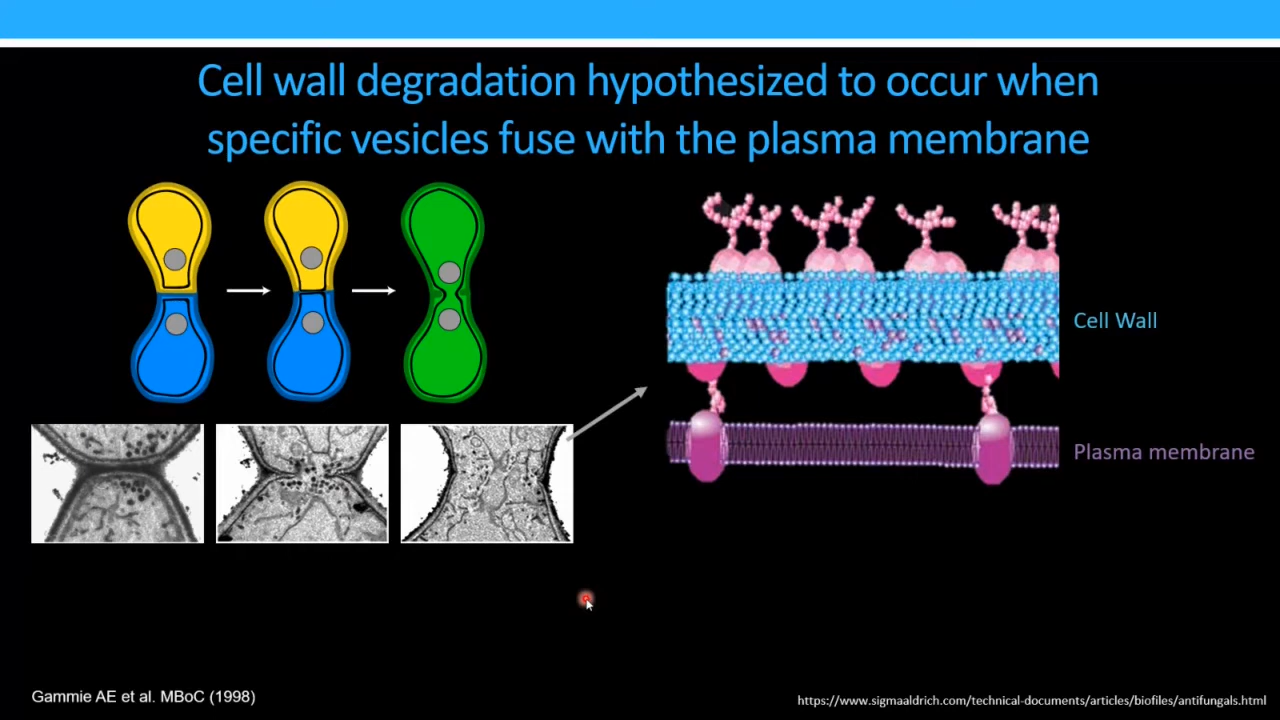 Cell wall degradation hypothesized to occur when
specific vesicles fuse with the plasma membrane
Cell Wall
Plasma membrane
Gammie AE et al. MBoC (1998)
https://www.sigmaaldrich.com/technical-documents/articles/biofiles/antifungals.html